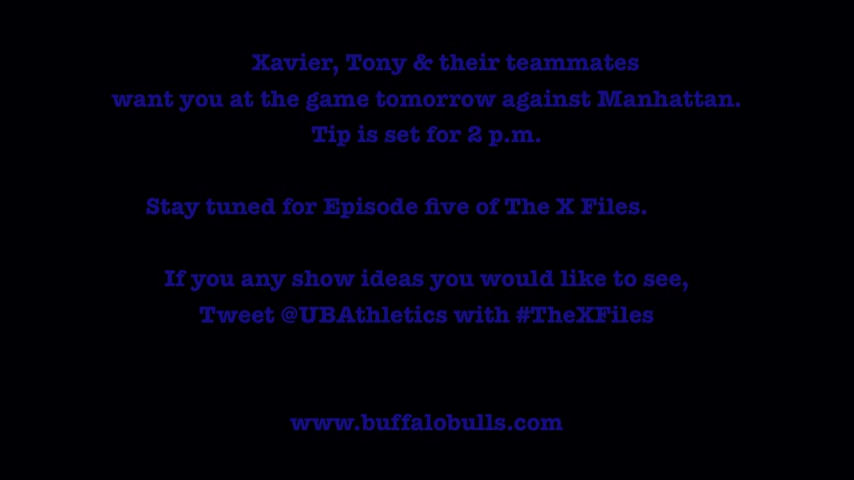 Xavier, Tony & their teammates
want you at the game tomorrow against Manhattan.
Tip is set for 2 p.m.
Stay tuned for Episode five of The X Files.
If you any show ideas you would like to see,
Tweet @UBAthletics with #TheXFiles
www.buffalobulls.com